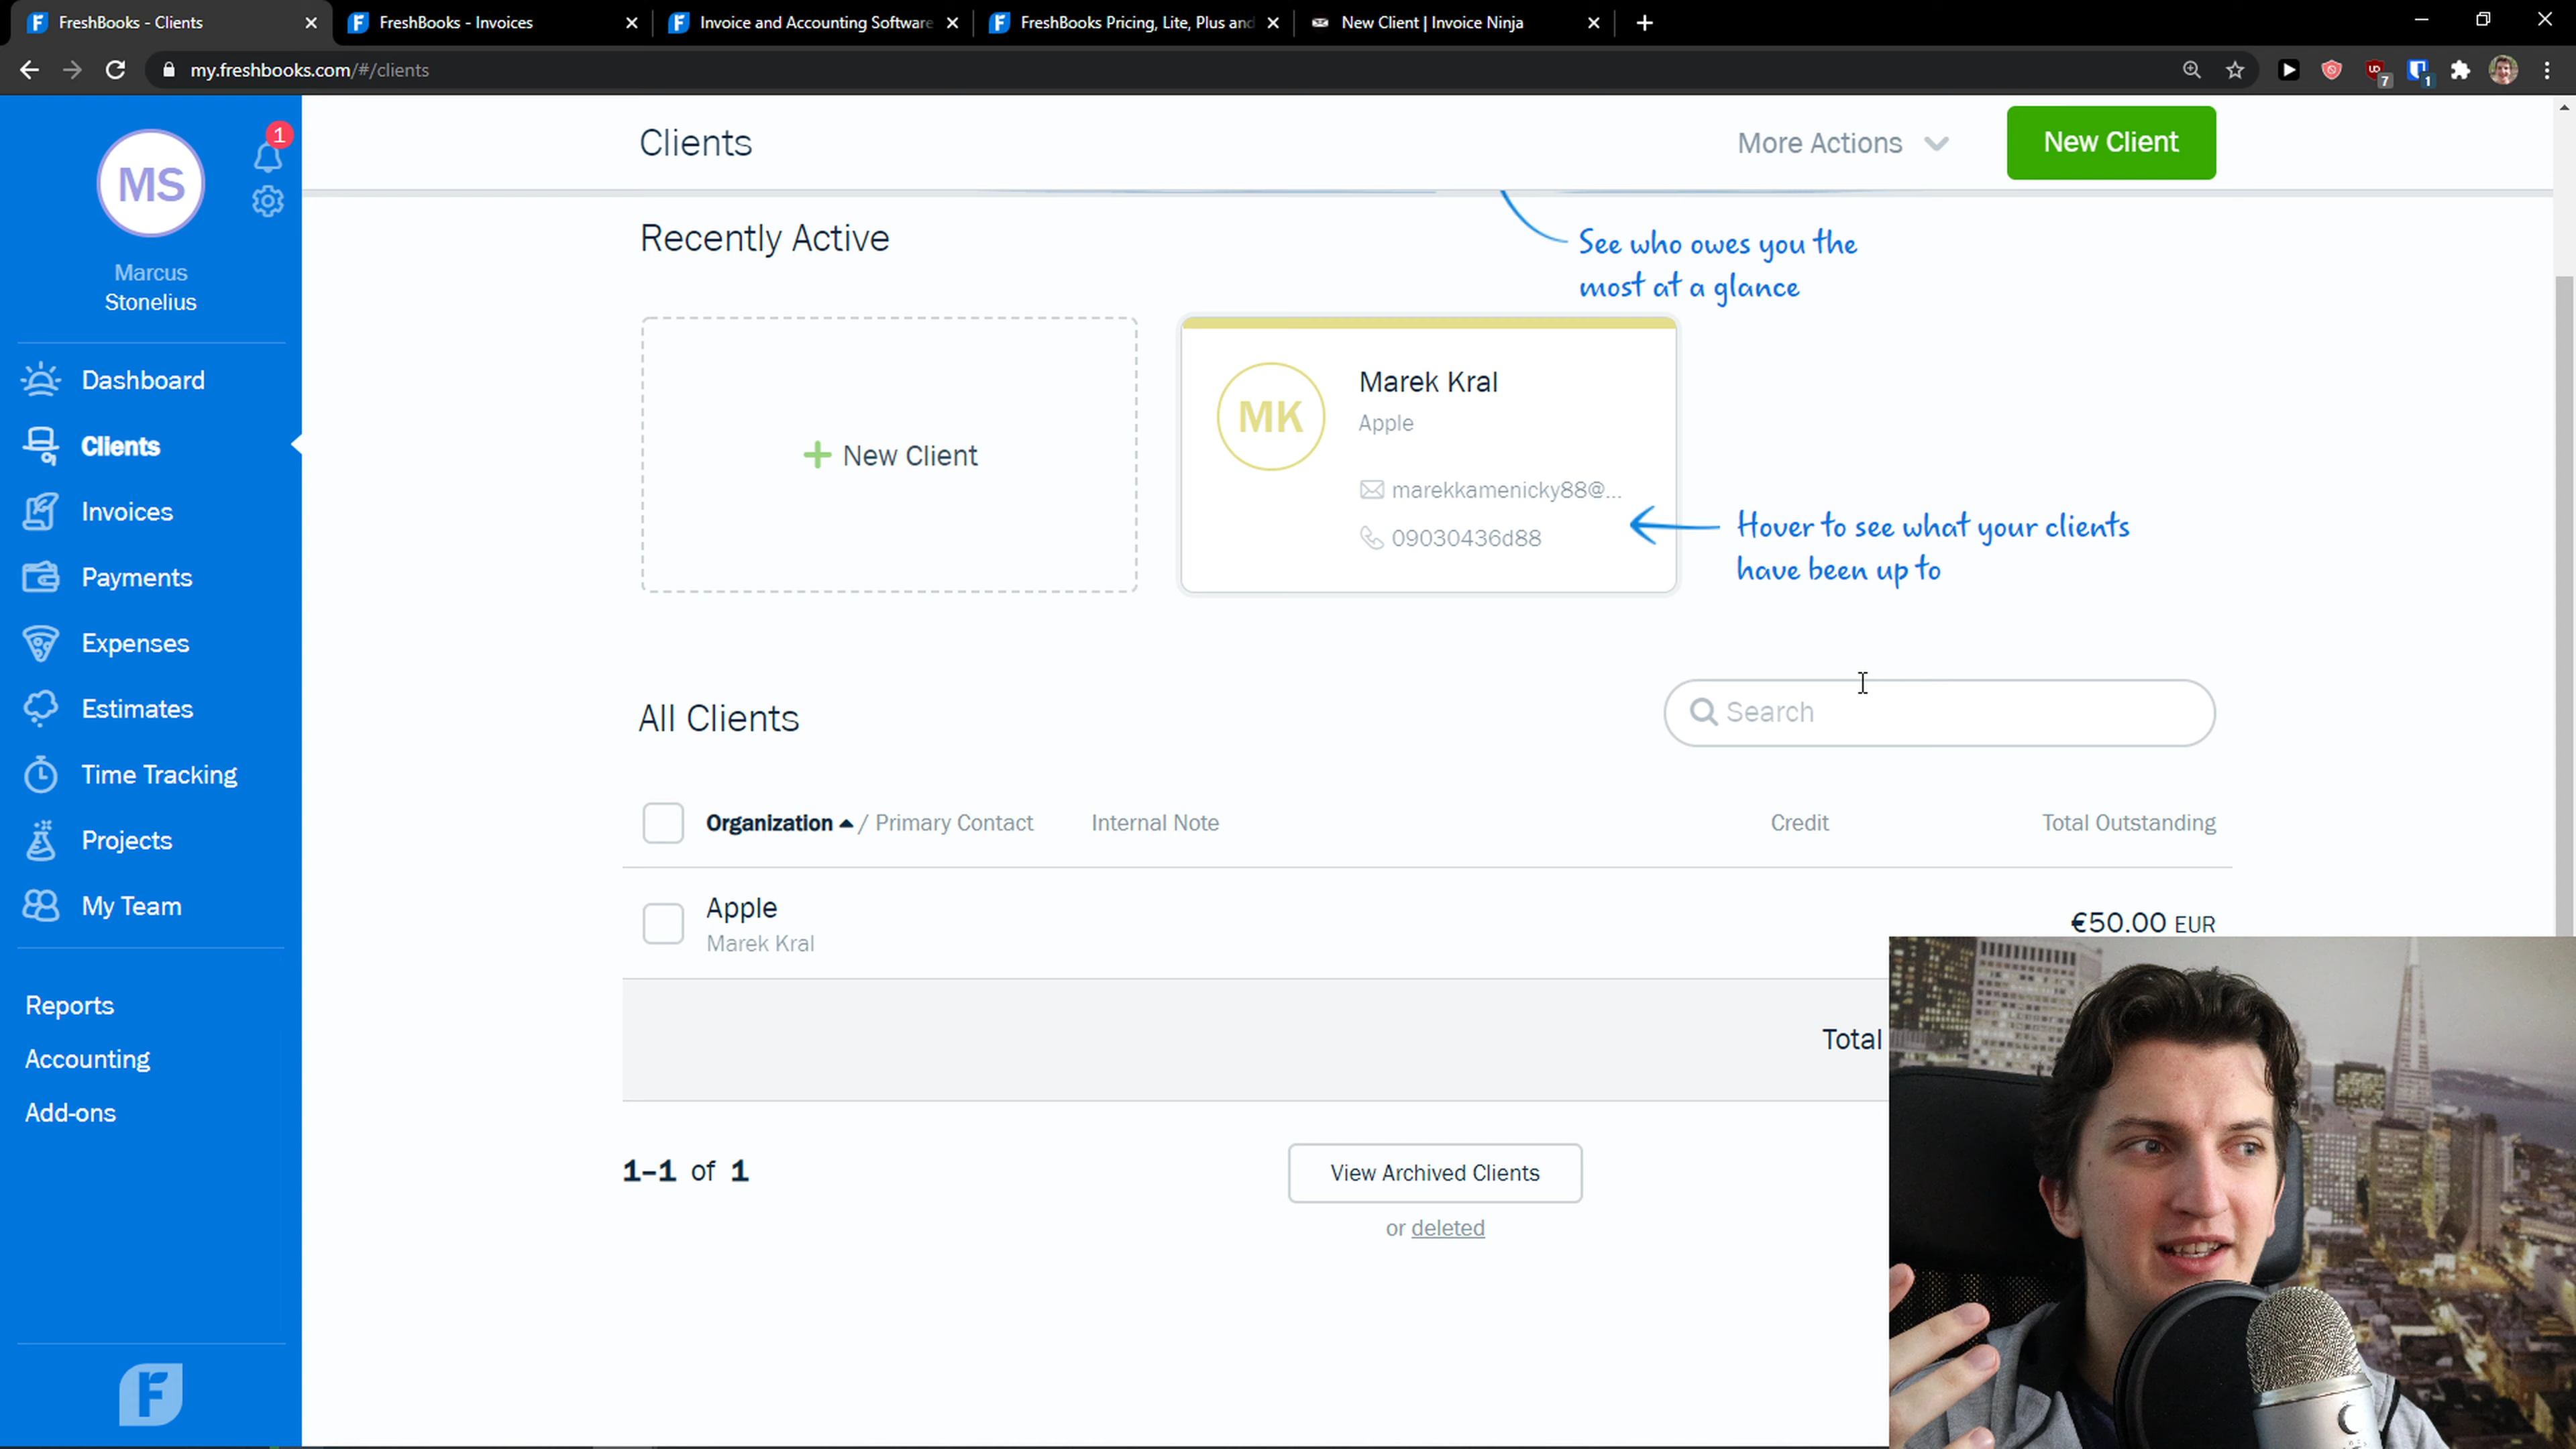 FreshBooks - Clients
FreshBooks - Invoices
Invoice and Accounting Software
FreshBooks Pricing, Lite, Plus and
New Client | Invoice Ninja
my.freshbooks.com/#/clients
7
1
MS
1
Marcus
Stonelius
Dashboard
Clients
Invoices
Payments
Expenses
Estimates
Time Tracking
Projects
My Team
Reports
Accounting
Add-ons
F
Clients
More Actions
New Client
Recently Active
See who owes you the
most at a glance
+ New Client
MK
Marek Kral
Apple
marekkamenicky88@...
09030436d88
Hover to see what your clients
have been up to
All Clients
Search
Organization / Primary Contact Internal Note Credit Total Outstanding
Apple €50.00 EUR
Marek Kral
Total
1–1 of 1
View Archived Clients
or deleted